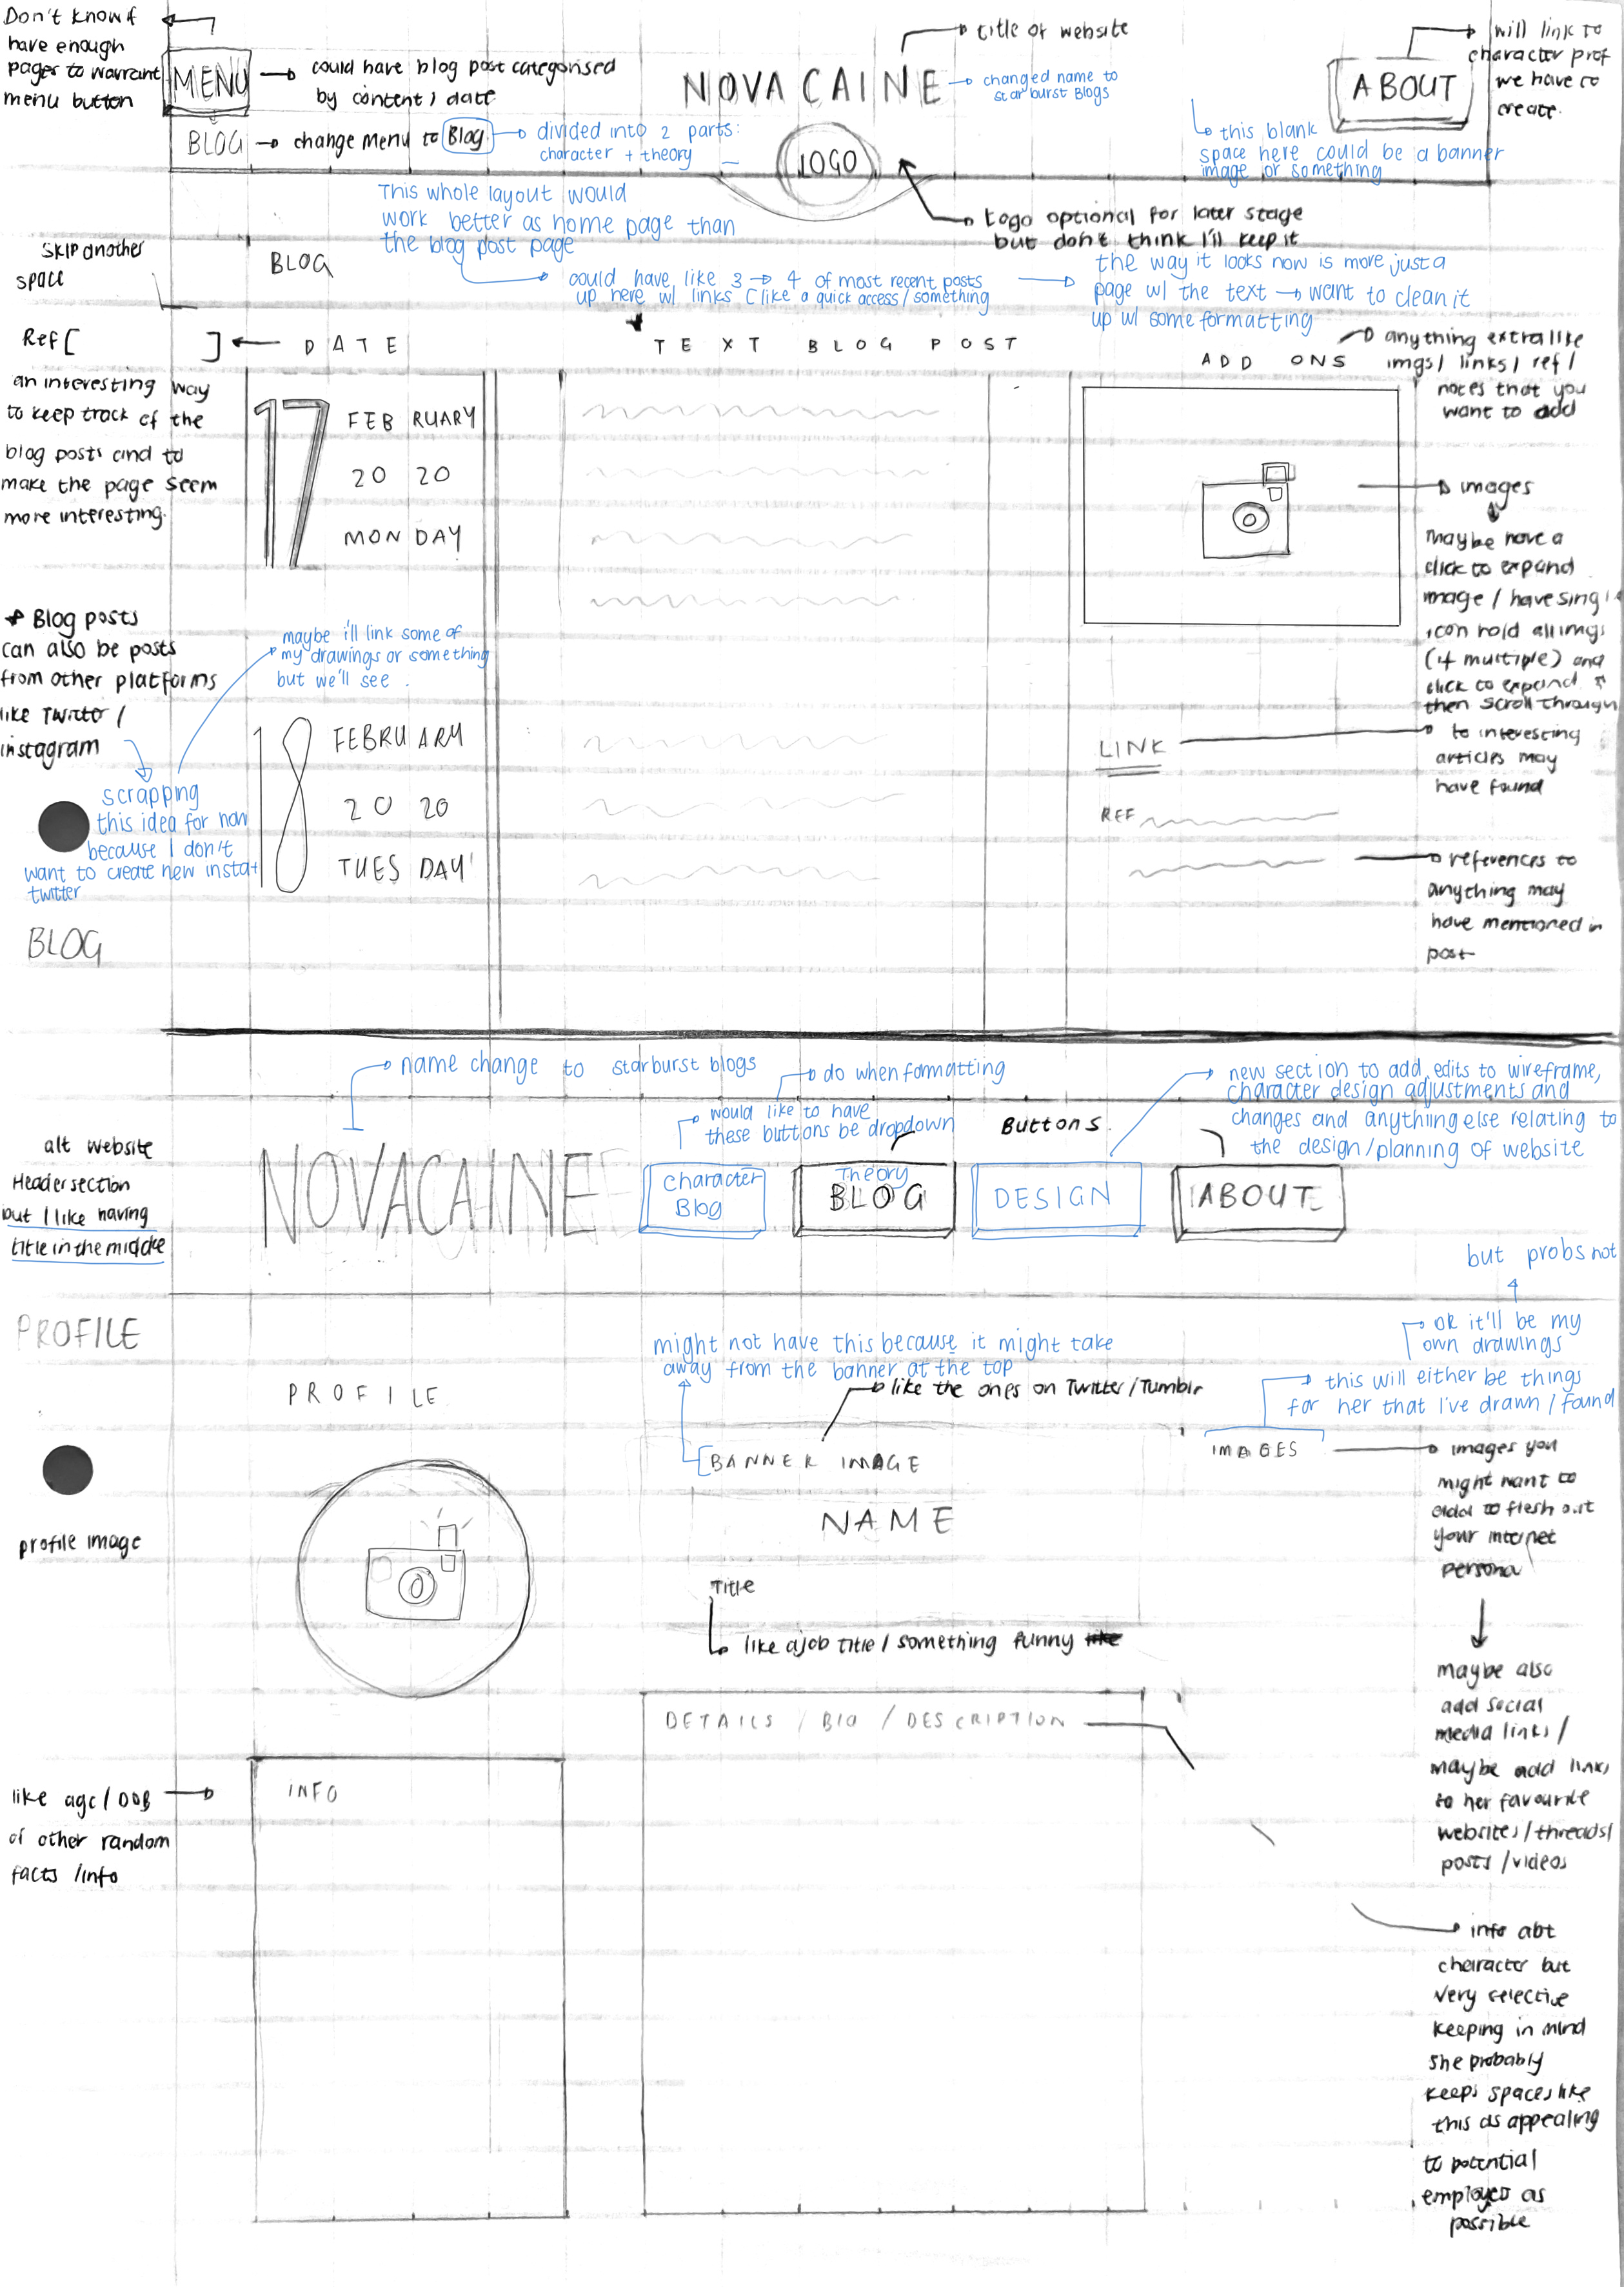 Don't know if
have enough
pages to warrant
menu button
MENU
could have blog post categorised
by content / date
BLOG
change menu to Blog
divided into 2 parts:
character + theory
title of website
NOVACAINE
changed name to
starburst Blogs
LOGO
Logo optional for later stage
but don't think I'll keep it
ABOUT
will link to
character prof
we have to
create.
this blank
space here could be a banner
image or something
This whole layout would
work better as home page than
the blog post page
could have like 3 → 4 of most recent posts
up here w/ links (like a quick access / something
the way it looks now is more just a
page w/ the text → want to clean it
up w/ some formatting
SKIP another
space
BLOG
Ref [ ]
DATE
TEXT BLOG POST
ADD ONS
anything extra like
imgs / links / ref /
notes that you
want to add
an interesting way
to keep track of the
blog posts and to
make the page seem
more interesting.
17
FEBRUARY
2020
MONDAY
images
maybe have a
click to expand
image / have single
icon hold all imgs
(if multiple) and
click to expand &
then scroll through
Blog posts
can also be posts
from other platforms
like Twitter /
instagram
maybe i'll link some of
my drawings or something
but we'll see.
scrapping
this idea for now
because I don't
want to create new insta +
twitter
18
FEBRUARY
2020
TUESDAY
LINK
to interesting
articles may
have found
REF
references to
anything may
have mentioned in
post
BLOG
name change to starburst blogs
do when formatting
would like to have
these buttons be dropdown
Buttons.
new section to add edits to wireframe,
character design adjustments and
changes and anything else relating to
the design/planning of website
alt website
Header section
but I like having
title in the middle
NOVACAINE
Character
Blog
Theory
BLOG
DESIGN
ABOUT
but probs not
or it'll be my
own drawings
this will either be things
for her that I've drawn / found
PROFILE
PROFILE
might not have this because it might take
away from the banner at the top
like the ones on Twitter/Tumblr
BANNER IMAGE
IMAGES
images you
might want to
add to flesh out
your internet
persona
NAME
profile image
Title
like a job title / something funny
maybe also
add social
media links /
maybe add links
to her favourite
websites / threads /
posts / videos
DETAILS / BIO / DESCRIPTION
INFO
like age / DOB
of other random
facts / info
info abt
character but
very selective
keeping in mind
she probably
keeps spaces like
this as appealing
to potential
employes as
possible